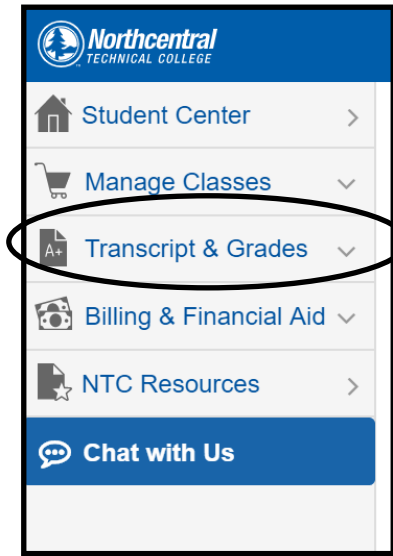 Northcentral
TECHNICAL COLLEGE
Student Center
Manage Classes
A+ Transcript & Grades
Billing & Financial Aid
NTC Resources
Chat with Us